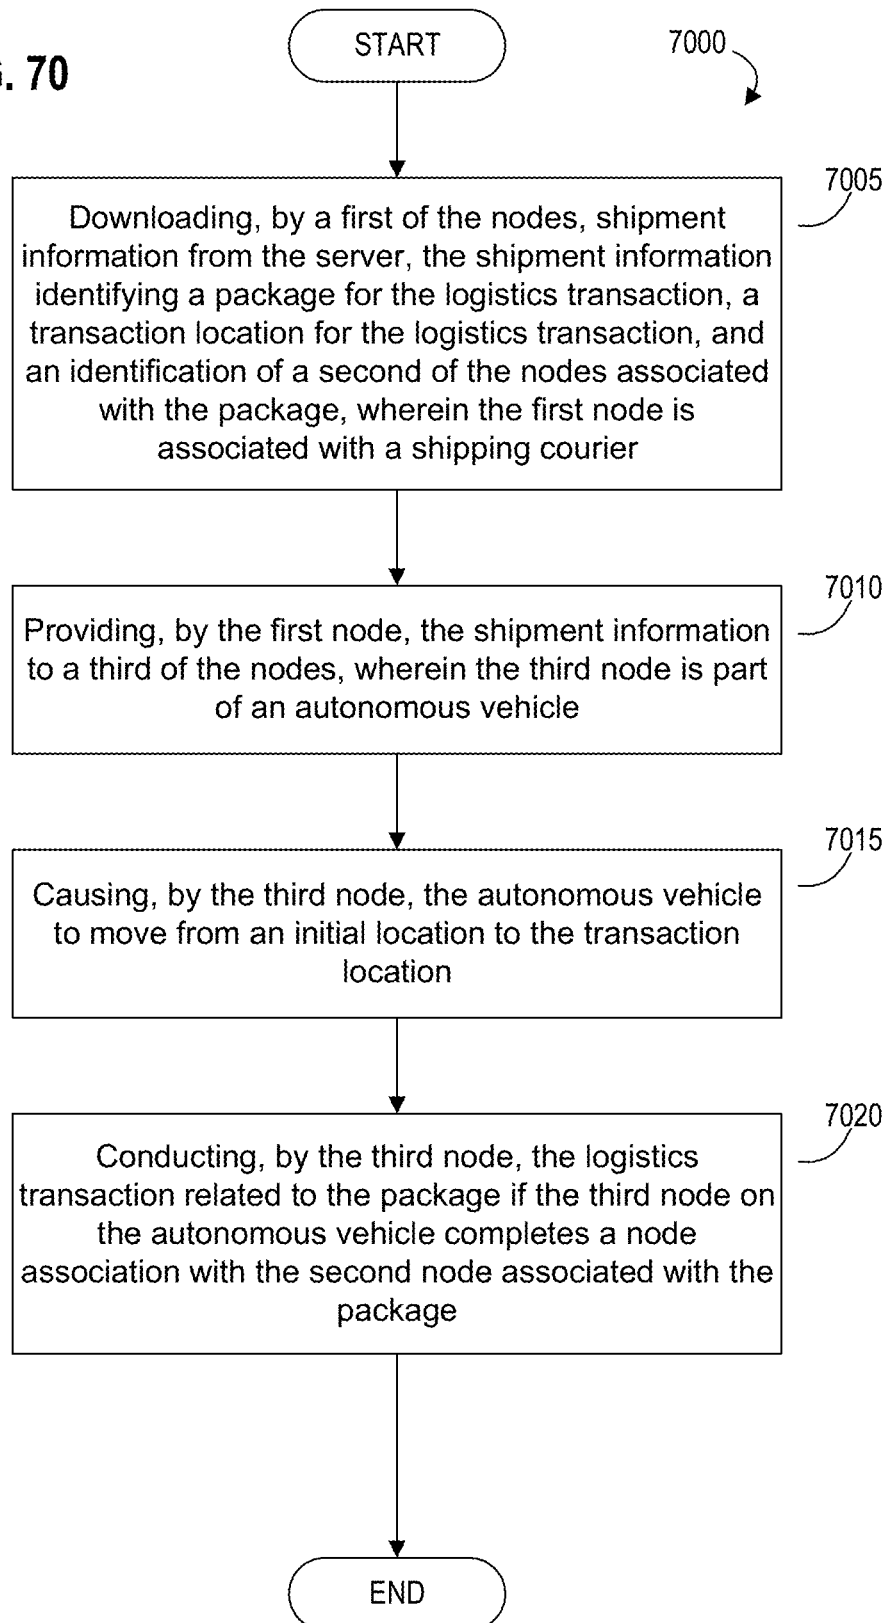 START
7000
. 70
7005
Downloading, by a first of the nodes, shipment
information from the server, the shipment information
identifying a package for the logistics transaction, a
transaction location for the logistics transaction, and
an identification of a second of the nodes associated
with the package, wherein the first node is
associated with a shipping courier
7010
Providing, by the first node, the shipment information
to a third of the nodes, wherein the third node is part
of an autonomous vehicle
7015
Causing, by the third node, the autonomous vehicle
to move from an initial location to the transaction
location
7020
Conducting, by the third node, the logistics
transaction related to the package if the third node on
the autonomous vehicle completes a node
association with the second node associated with the
package
END